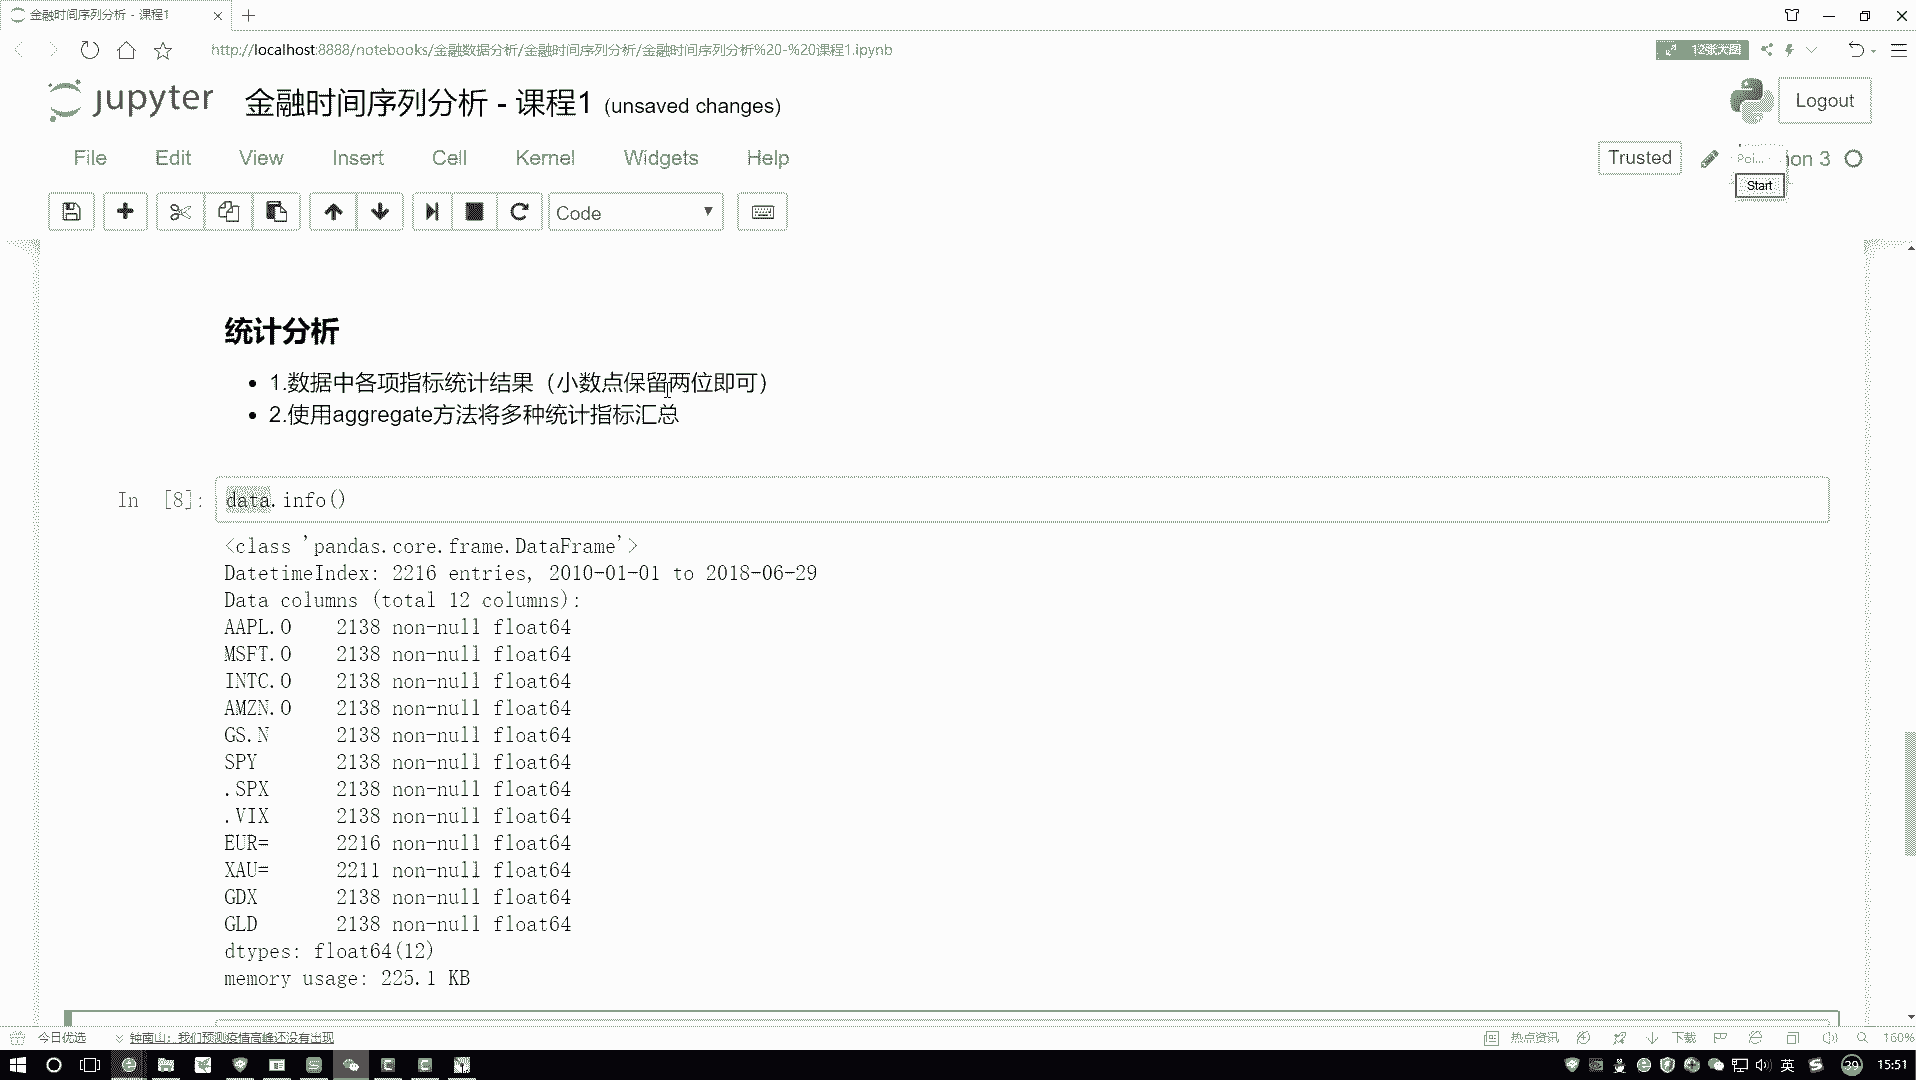 金融时间序列分析 - 课程1
http://localhost:8888/notebooks/金融数据分析/金融时间序列分析/金融时间序列分析%20-%20课程1.ipynb
12张大图
jupyter 金融时间序列分析 - 课程1 (unsaved changes)
Logout
File Edit View Insert Cell Kernel Widgets Help
Trusted
on 3
Start
Code
统计分析
• 1.数据中各项指标统计结果（小数点保留两位即可）
• 2.使用aggregate方法将多种统计指标汇总
In [8]: data.info()
<class 'pandas.core.frame.DataFrame'>
DatetimeIndex: 2216 entries, 2010-01-01 to 2018-06-29
Data columns (total 12 columns):
AAPL.O 2138 non-null float64
MSFT.O 2138 non-null float64
INTC.O 2138 non-null float64
AMZN.O 2138 non-null float64
GS.N 2138 non-null float64
SPY 2138 non-null float64
.SPX 2138 non-null float64
.VIX 2138 non-null float64
EUR= 2216 non-null float64
XAU= 2211 non-null float64
GDX 2138 non-null float64
GLD 2138 non-null float64
dtypes: float64(12)
memory usage: 225.1 KB
今日优选
钟南山：我们预测疫情高峰还没有出现
热点资讯
下载
160%
英
39
15:51